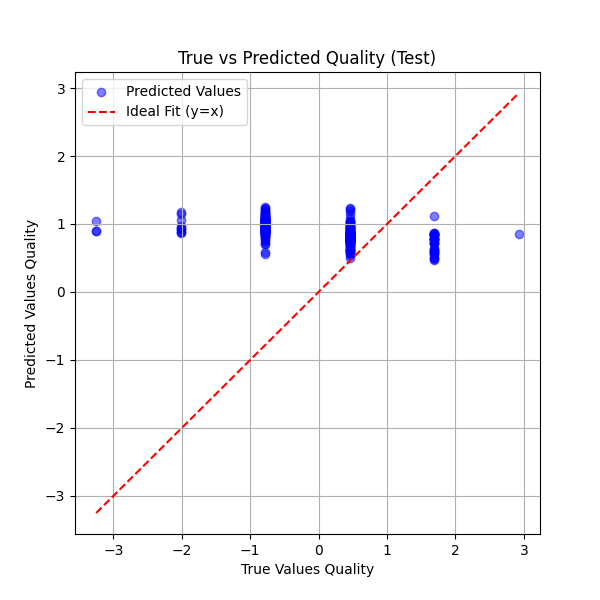 True vs Predicted Quality (Test)
Predicted Values
Ideal Fit (y=x)
Predicted Values Quality
3
2
1
0
−1
−2
−3
−3 −2 −1 0 1 2 3
True Values Quality